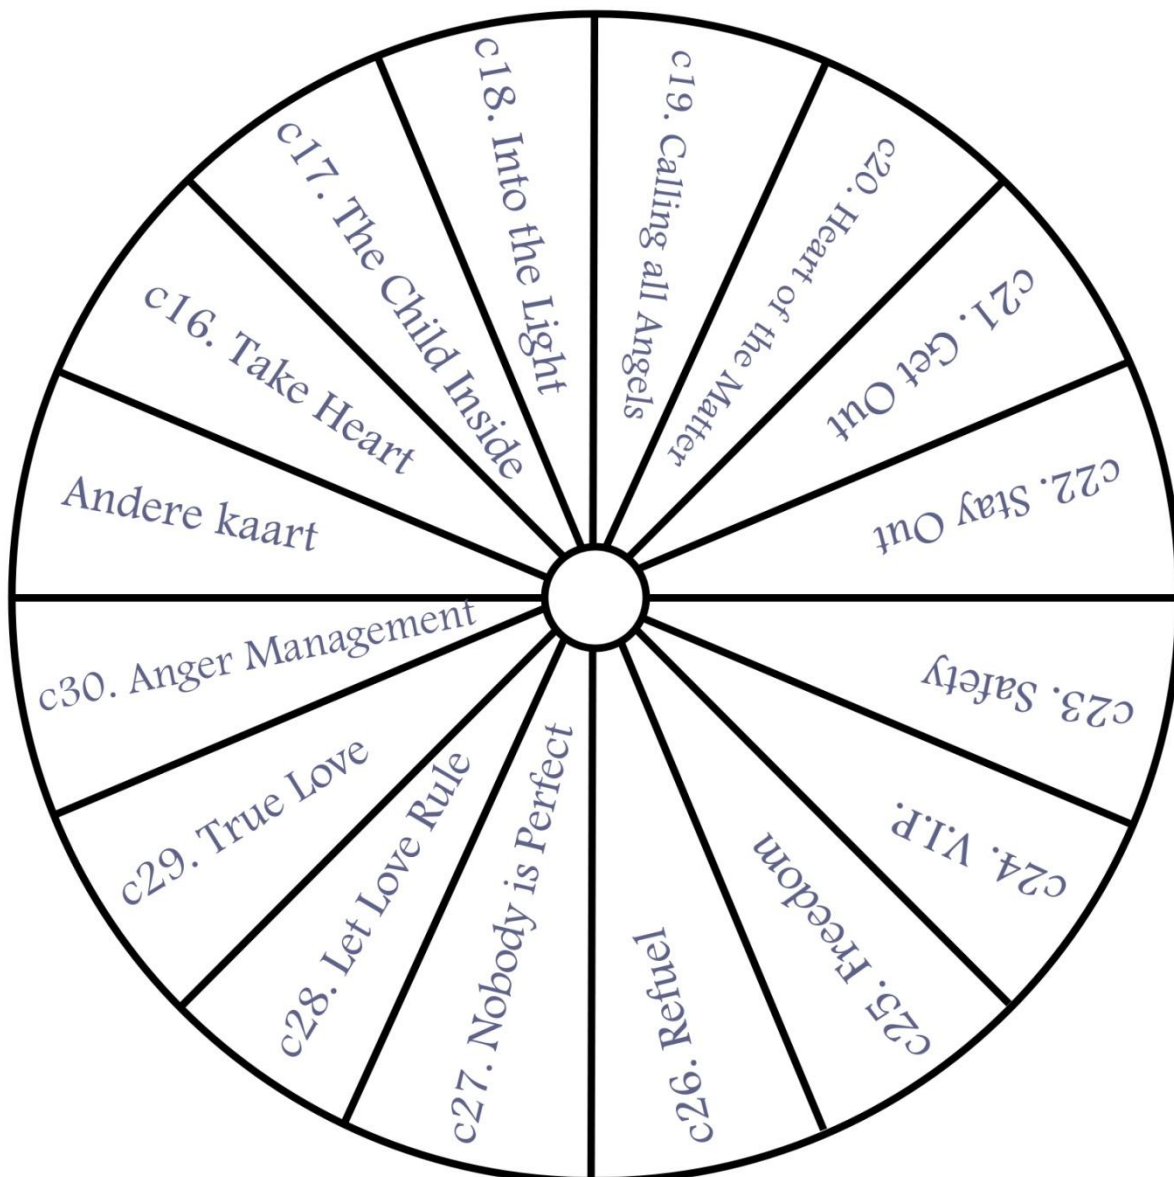 Andere kaart
c16. Take Heart
c17. The Child Inside
c18. Into the Light
c19. Calling all Angels
c20. Heart of the Matter
c21. Get Out
c22. Stay Out
c23. Safety
c24. V.I.P.
c25. Freedom
c26. Refuel
c27. Nobody is Perfect
c28. Let Love Rule
c29. True Love
c30. Anger Management